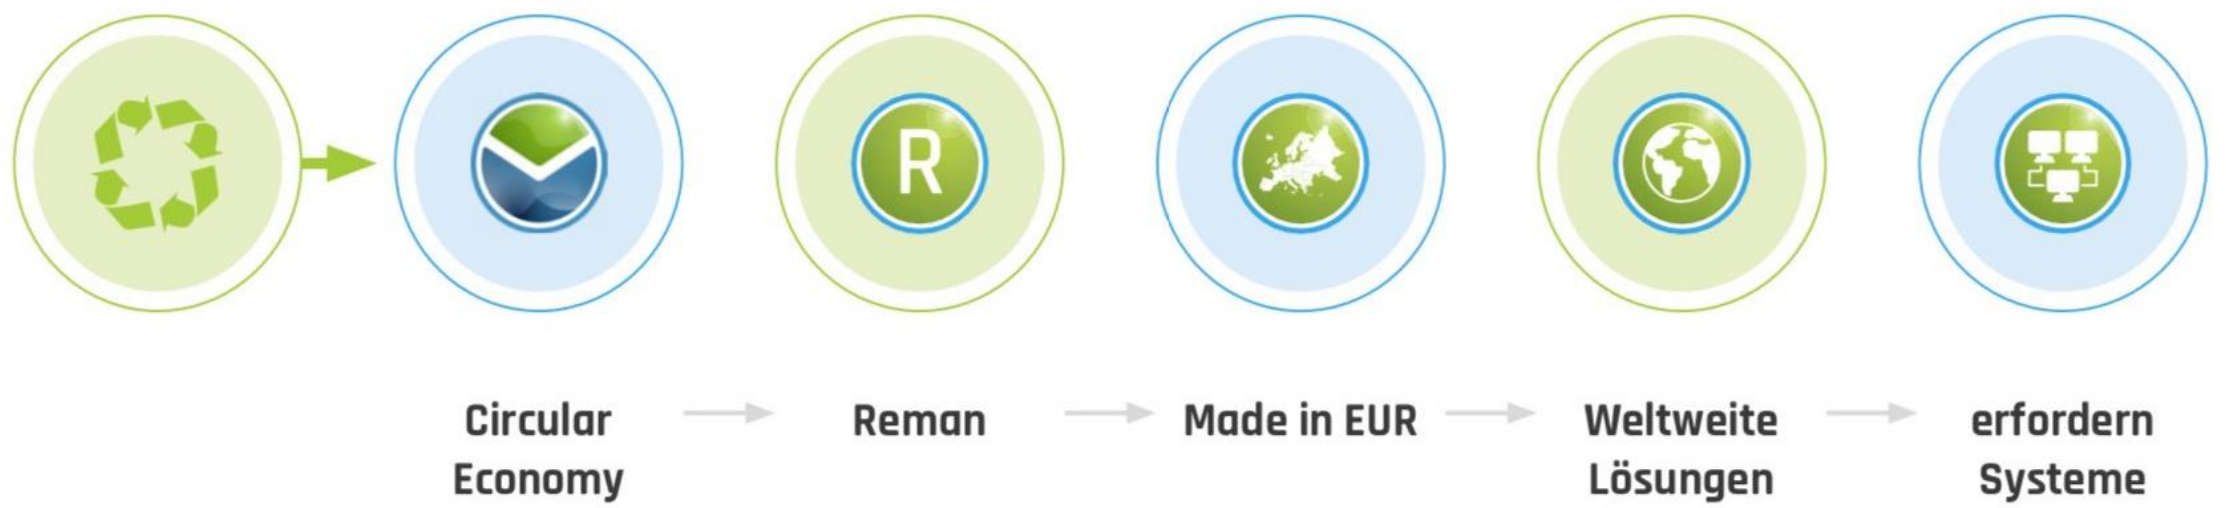 R
Circular
Economy
Reman
Made in EUR
Weltweite
Lösungen
erfordern
Systeme